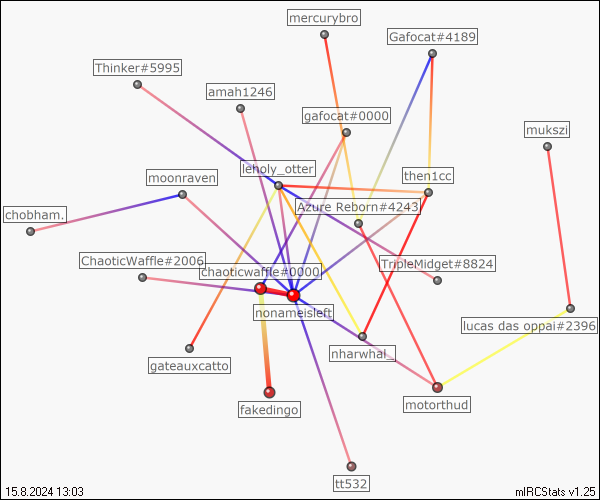 mercurybro
Gafocat#4189
Thinker#5995
amah1246
gafocat#0000
mukszi
leholy_otter
then1cc
moonraven
Azure Reborn#4243
chobham.
ChaoticWaffle#2006
TripleMidget#8824
chaoticwaffle#0000
nonameisleft
lucas das oppai#2396
nharwhal_
gateauxcatto
motorthud
fakedingo
tt532
15.8.2024 13:03
mIRCStats v1.25